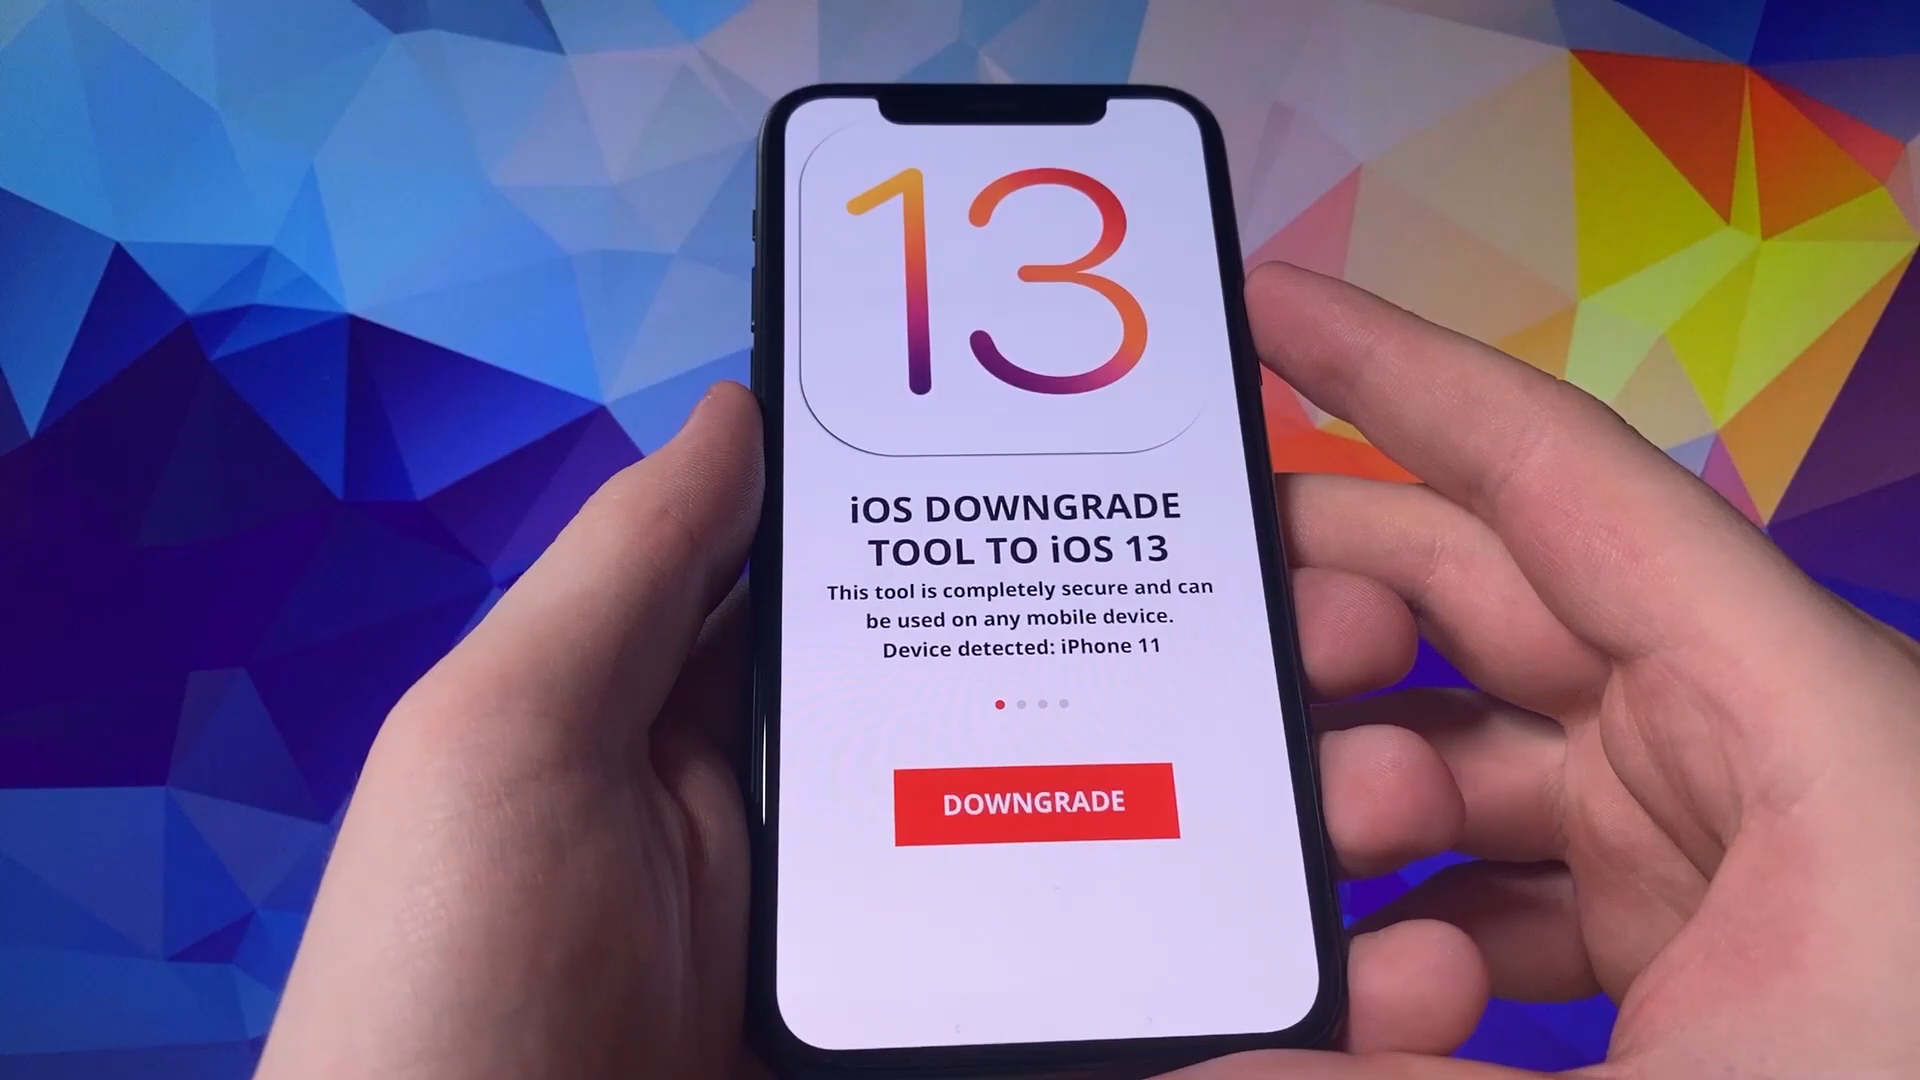 13
iOS DOWNGRADE
TOOL TO iOS 13
This tool is completely secure and can
be used on any mobile device.
Device detected: iPhone 11
DOWNGRADE